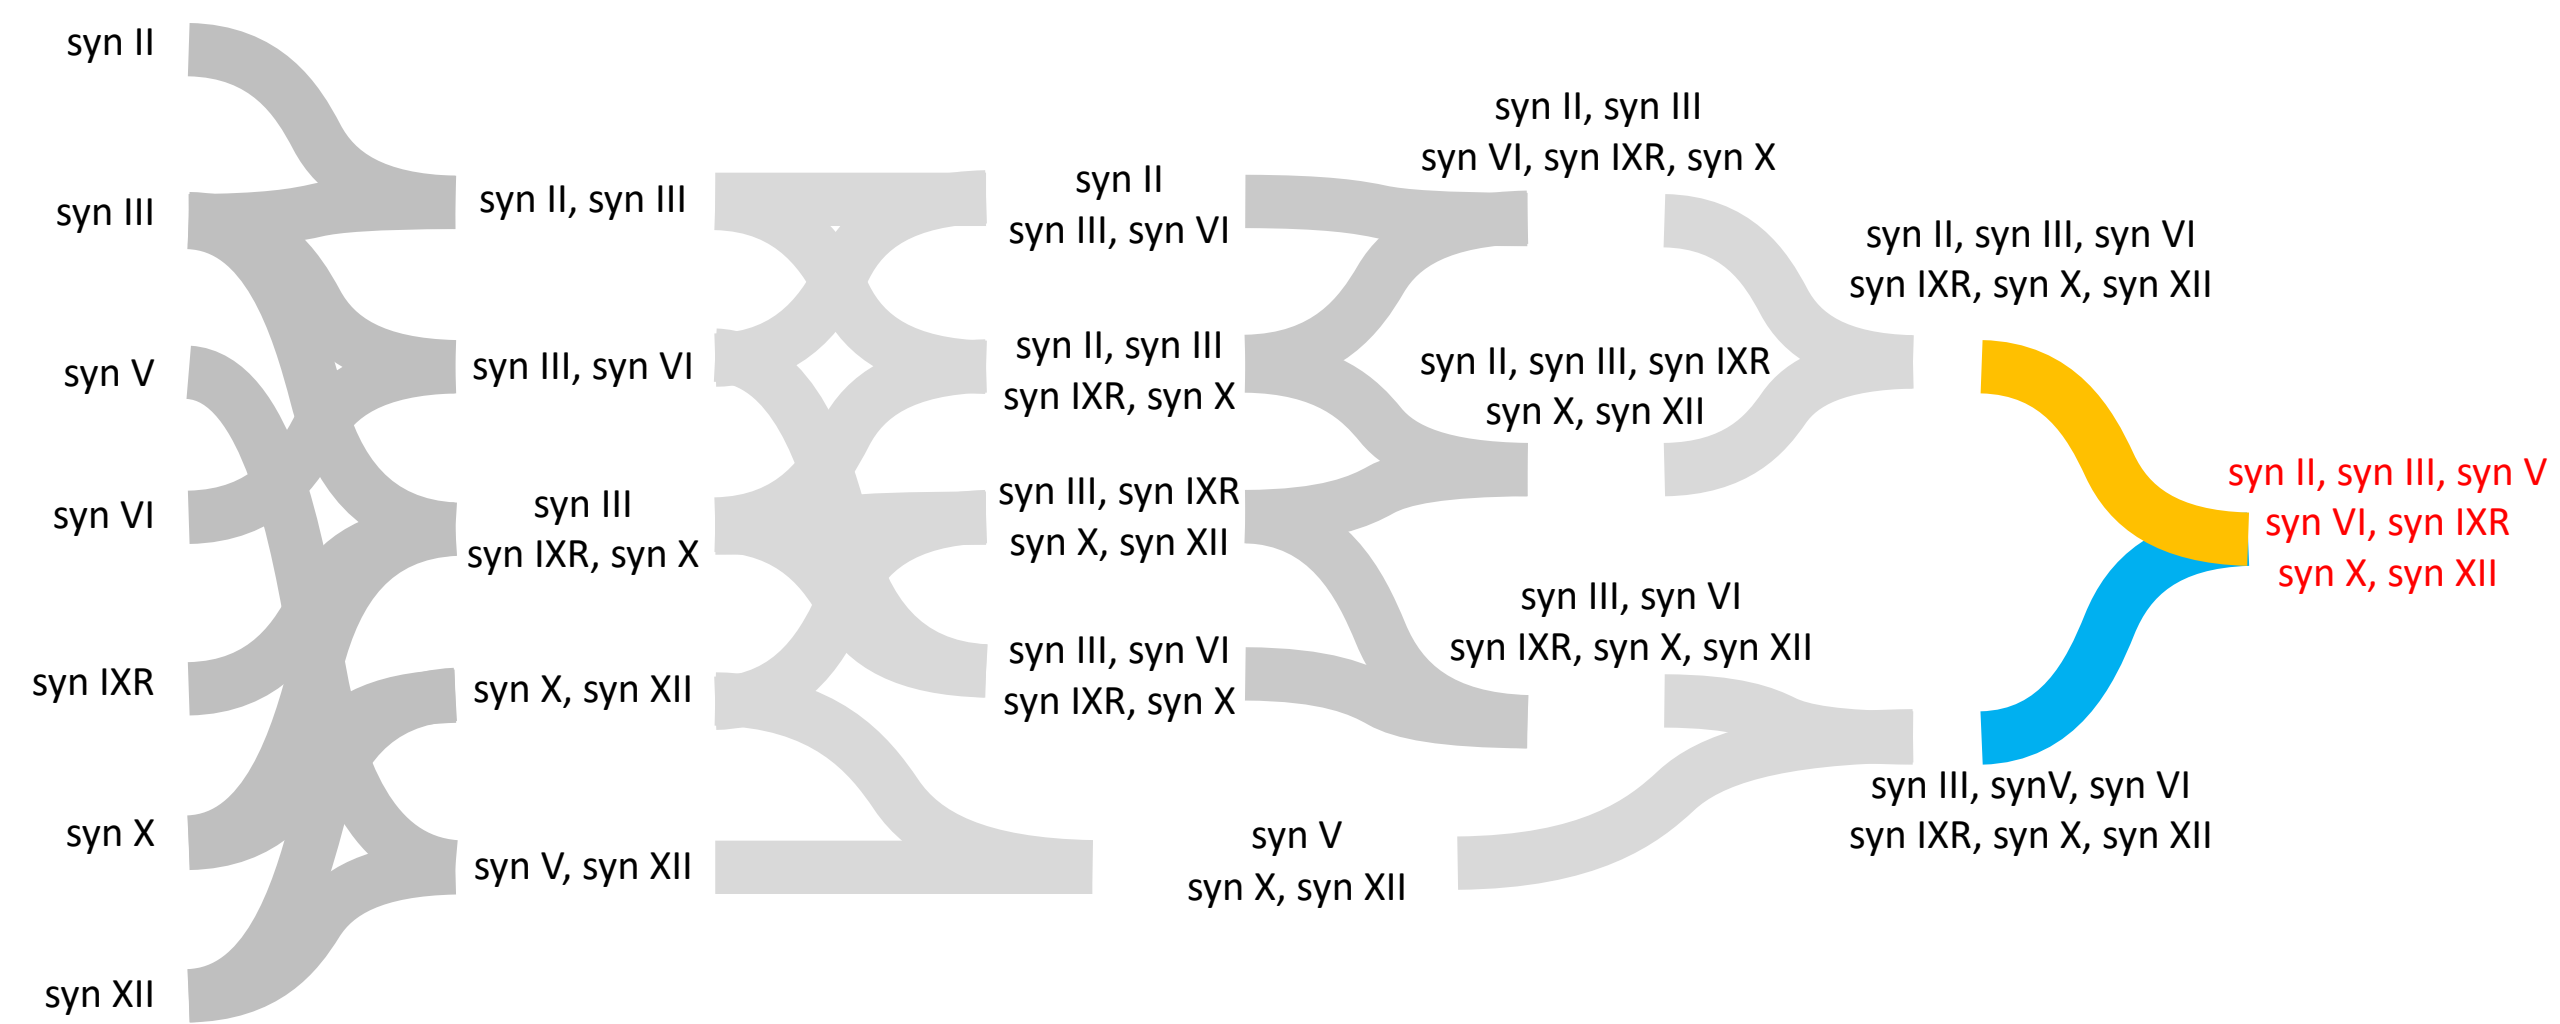 syn II
syn III
syn V
syn VI
syn IXR
syn X
syn XII
syn II, syn III
syn III, syn VI
syn III
syn IXR, syn X
syn X, syn XII
syn V, syn XII
syn II
syn III, syn VI
syn II, syn III
syn IXR, syn X
syn III, syn IXR
syn X, syn XII
syn III, syn VI
syn IXR, syn X
syn V
syn X, syn XII
syn II, syn III
syn VI, syn IXR, syn X
syn II, syn III, syn IXR
syn X, syn XII
syn III, syn VI
syn IXR, syn X, syn XII
syn II, syn III, syn VI
syn IXR, syn X, syn XII
syn III, synV, syn VI
syn IXR, syn X, syn XII
syn II, syn III, syn V
syn VI, syn IXR
syn X, syn XII